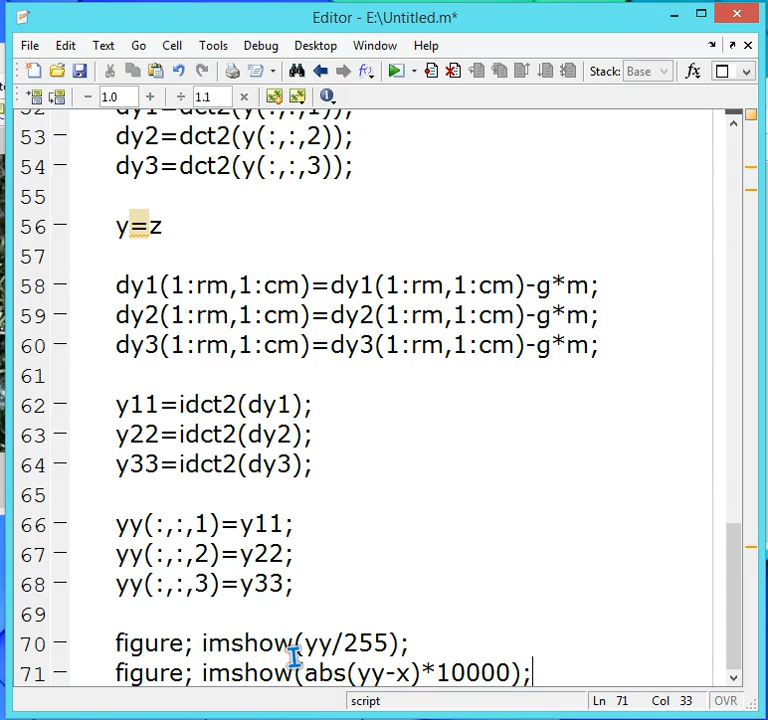 Editor - E:\Untitled.m*
File Edit Text Go Cell Tools Debug Desktop Window Help
Stack: Base fx
1.0 1.1
53 dy2=dct2(y(:,:,2));
54 dy3=dct2(y(:,:,3));
55
56 y=z
57
58 dy1(1:rm,1:cm)=dy1(1:rm,1:cm)-g*m;
59 dy2(1:rm,1:cm)=dy2(1:rm,1:cm)-g*m;
60 dy3(1:rm,1:cm)=dy3(1:rm,1:cm)-g*m;
61
62 y11=idct2(dy1);
63 y22=idct2(dy2);
64 y33=idct2(dy3);
65
66 yy(:,:,1)=y11;
67 yy(:,:,2)=y22;
68 yy(:,:,3)=y33;
69
70 figure; imshow(yy/255);
71 figure; imshow(abs(yy-x)*10000);
script Ln 71 Col 33 OVR